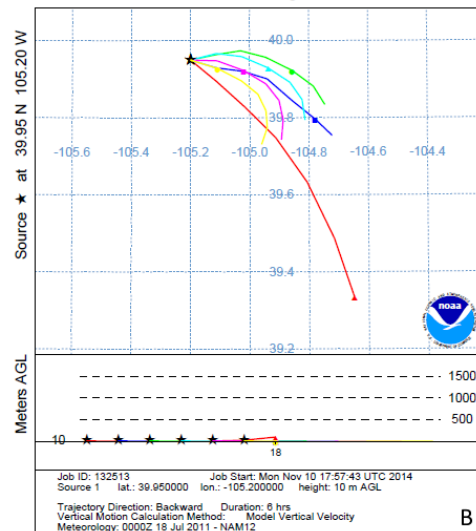 40.0
39.8
-105.6
-105.4
-105.2
-105.0
-104.8
-104.6
-104.4
39.6
39.4
39.2
Source ★ at 39.95 N 105.20 W
noaa
Meters AGL
1500
1000
500
10
18
Job ID: 132513 Job Start: Mon Nov 10 17:57:43 UTC 2014
Source 1 lat.: 39.950000 lon.: -105.200000 height: 10 m AGL
Trajectory Direction: Backward Duration: 6 hrs
Vertical Motion Calculation Method: Model Vertical Velocity
Meteorology: 0000Z 18 Jul 2011 - NAM12
B